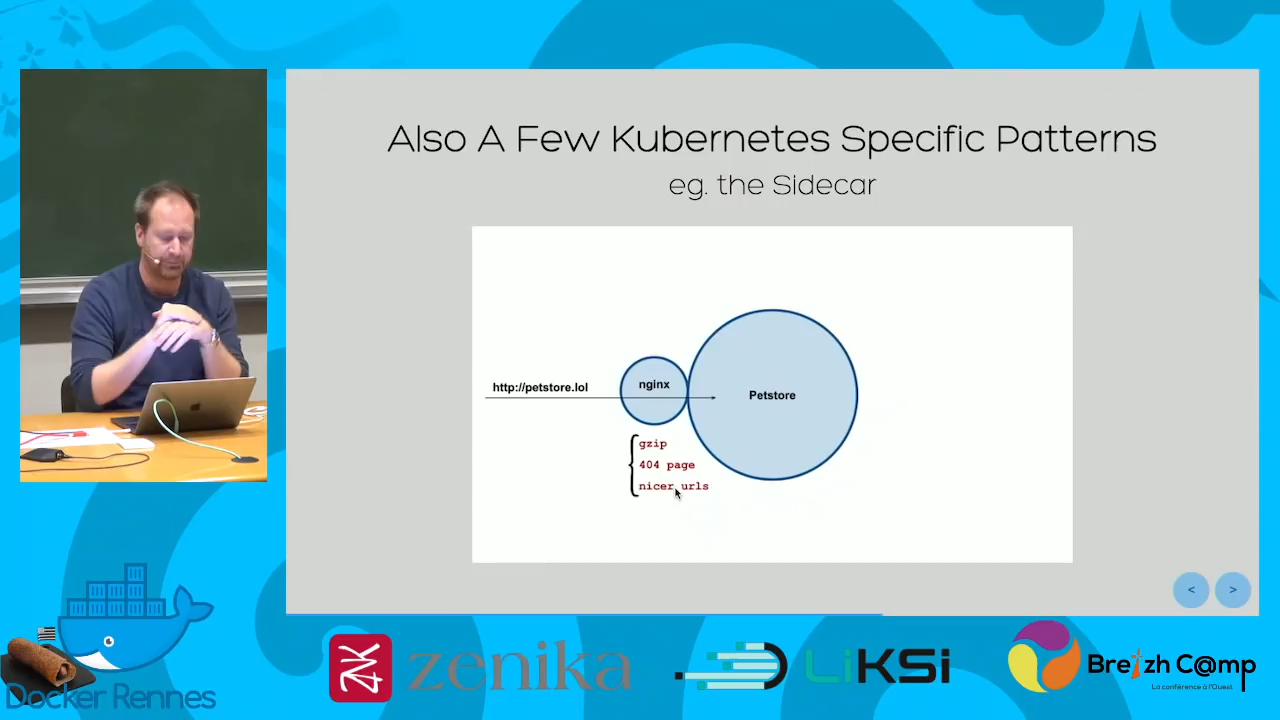 Also A Few Kubernetes Specific Patterns
eg. the Sidecar
http://petstore.lol
nginx
Petstore
gzip
404 page
nicer urls
<
>
Docker Rennes
zenika
LiKSi
Breizh C@mp
La conférence à l'Ouest